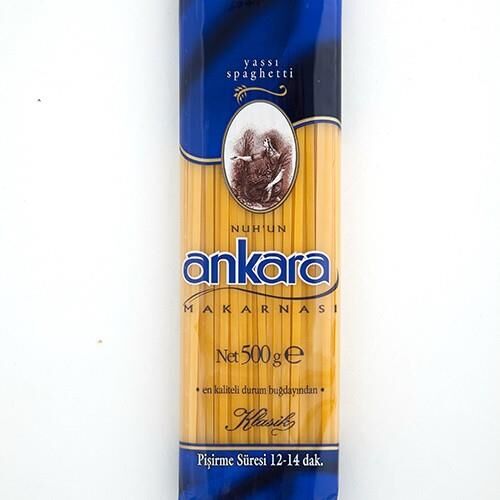 yassı
spaghetti
NUH'UN
ankara
MAKARNASI
Net 500 g ℮
• en kaliteli durum buğdayından •
Klasik
Pişirme Süresi 12-14 dak.